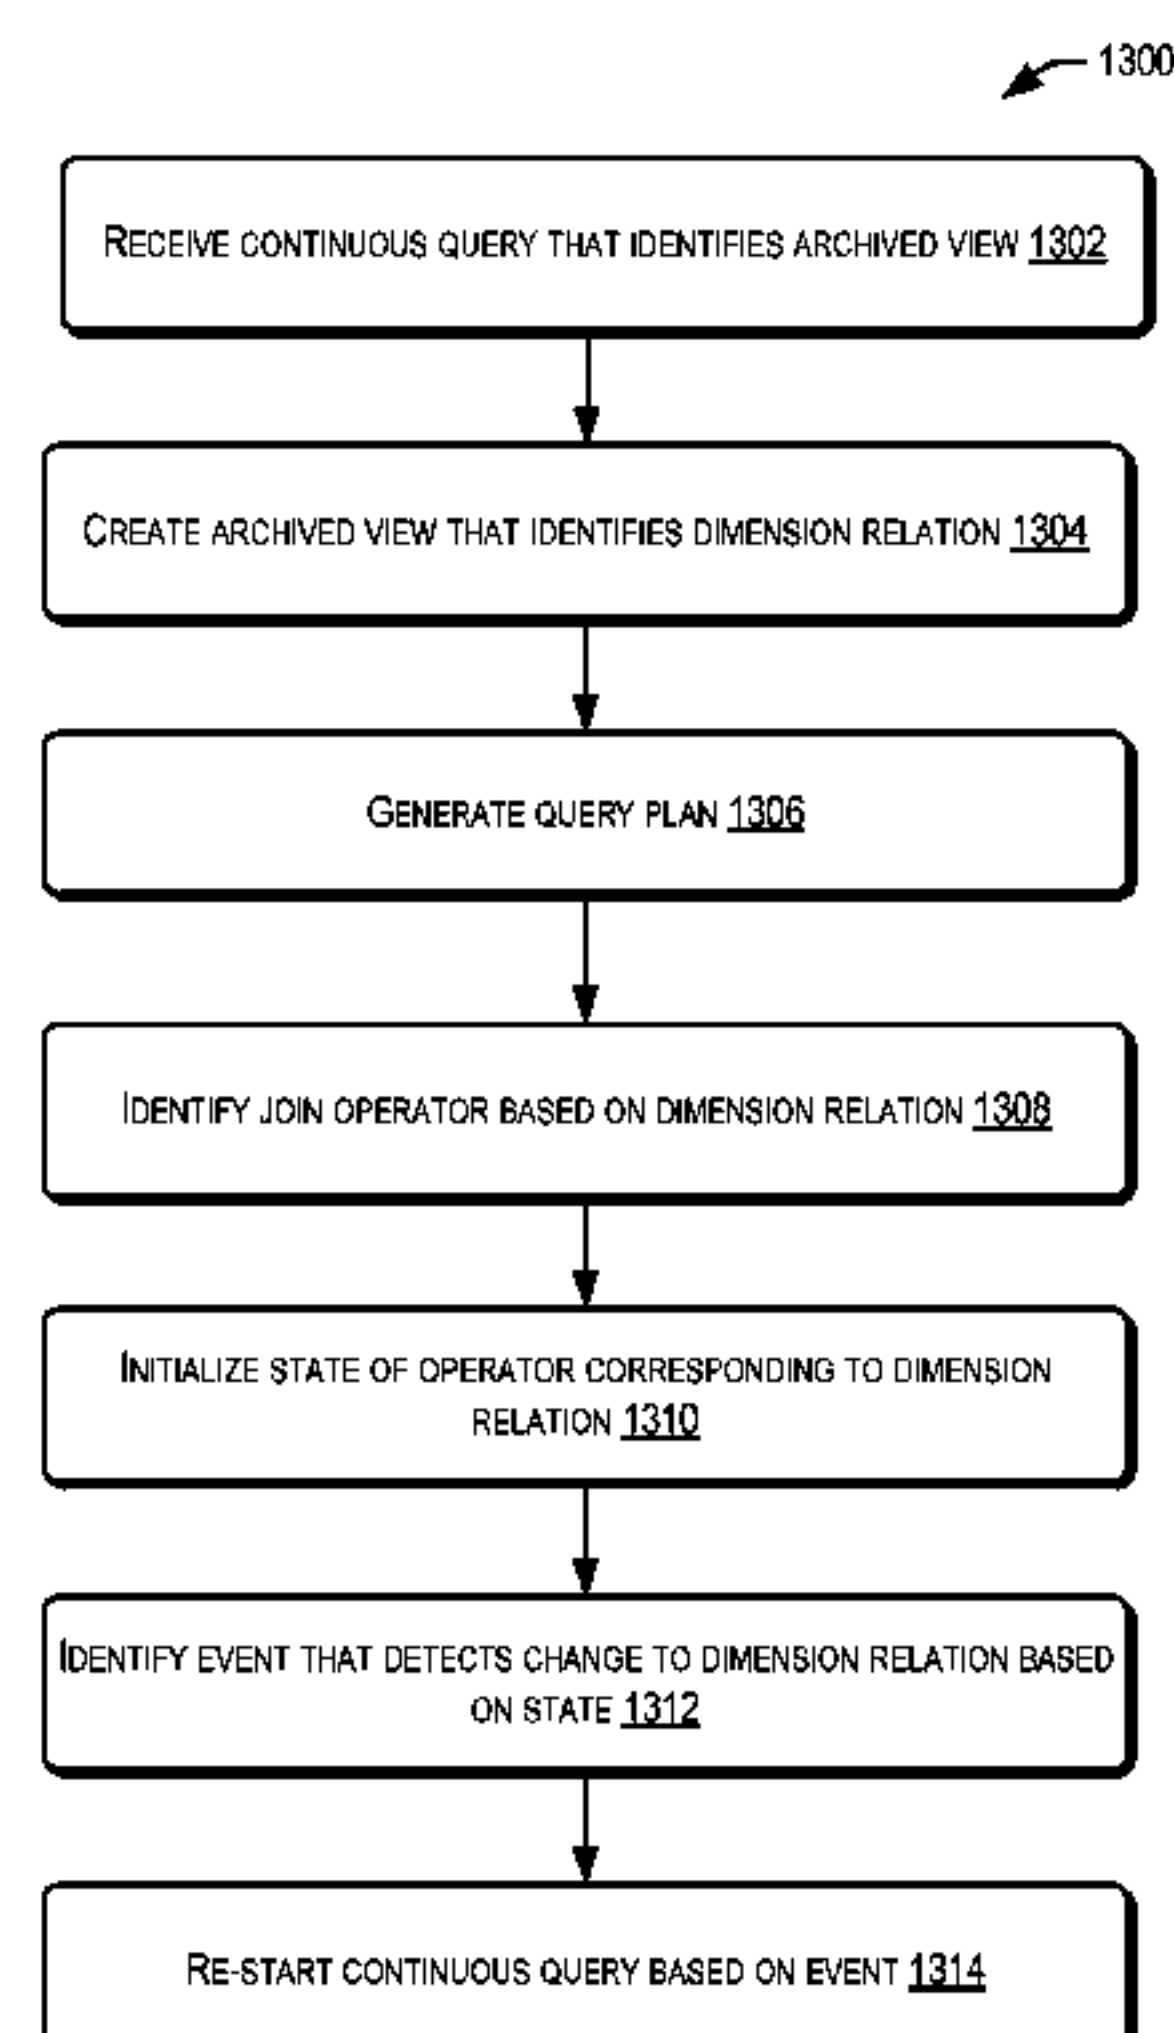 1300
RECEIVE CONTINUOUS QUERY THAT IDENTIFIES ARCHIVED VIEW 1302
CREATE ARCHIVED VIEW THAT IDENTIFIES DIMENSION RELATION 1304
GENERATE QUERY PLAN 1306
IDENTIFY JOIN OPERATOR BASED ON DIMENSION RELATION 1308
INITIALIZE STATE OF OPERATOR CORRESPONDING TO DIMENSION
RELATION 1310
IDENTIFY EVENT THAT DETECTS CHANGE TO DIMENSION RELATION BASED
ON STATE 1312
RE-START CONTINUOUS QUERY BASED ON EVENT 1314